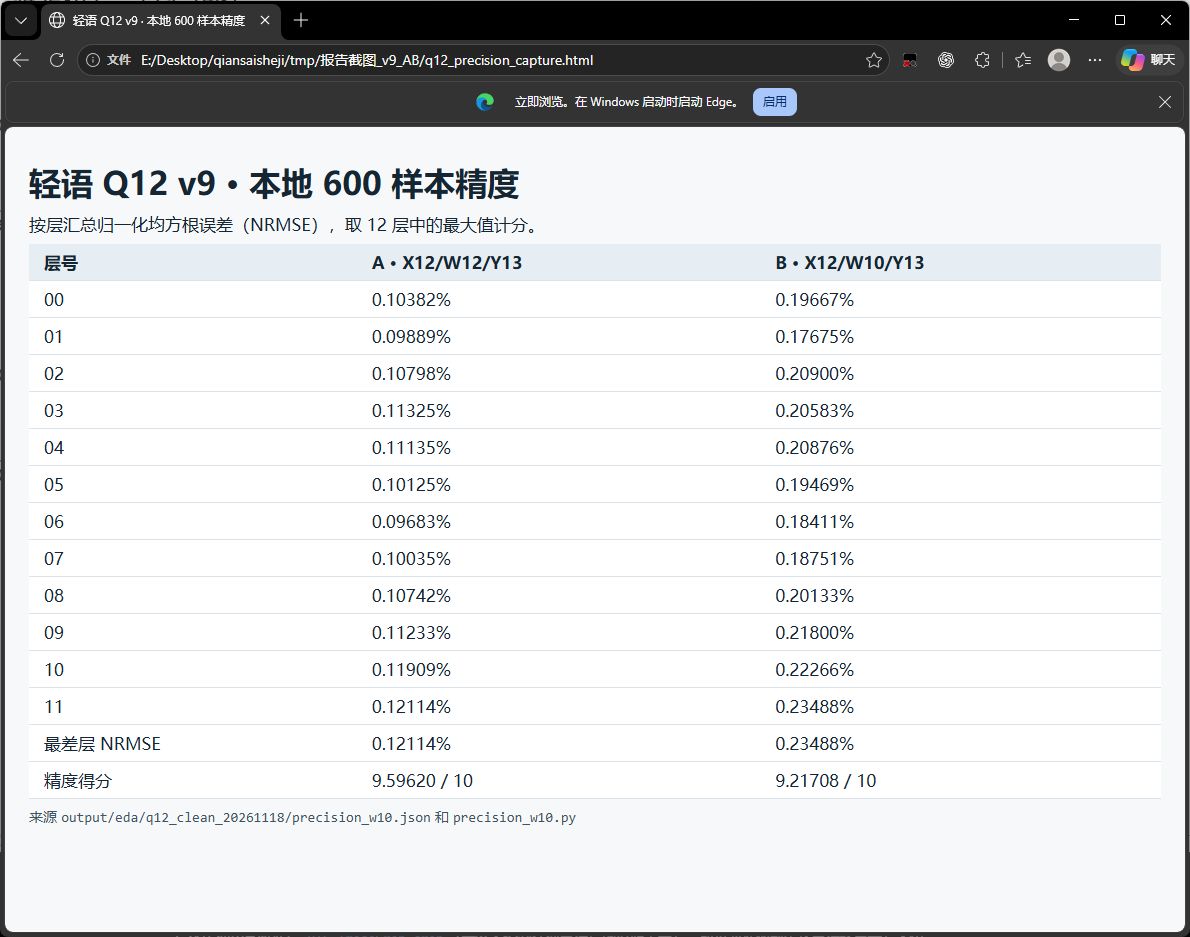 轻语 Q12 v9 · 本地 600 样本精度
文件 E:/Desktop/qiansaisheji/tmp/报告截图_v9_AB/q12_precision_capture.html
聊天
立即浏览。在 Windows 启动时启动 Edge。 启用
轻语 Q12 v9 · 本地 600 样本精度
按层汇总归一化均方根误差（NRMSE），取 12 层中的最大值计分。
层号 A · X12/W12/Y13 B · X12/W10/Y13
00 0.10382% 0.19667%
01 0.09889% 0.17675%
02 0.10798% 0.20900%
03 0.11325% 0.20583%
04 0.11135% 0.20876%
05 0.10125% 0.19469%
06 0.09683% 0.18411%
07 0.10035% 0.18751%
08 0.10742% 0.20133%
09 0.11233% 0.21800%
10 0.11909% 0.22266%
11 0.12114% 0.23488%
最差层 NRMSE 0.12114% 0.23488%
精度得分 9.59620 / 10 9.21708 / 10
来源 output/eda/q12_clean_20261118/precision_w10.json 和 precision_w10.py